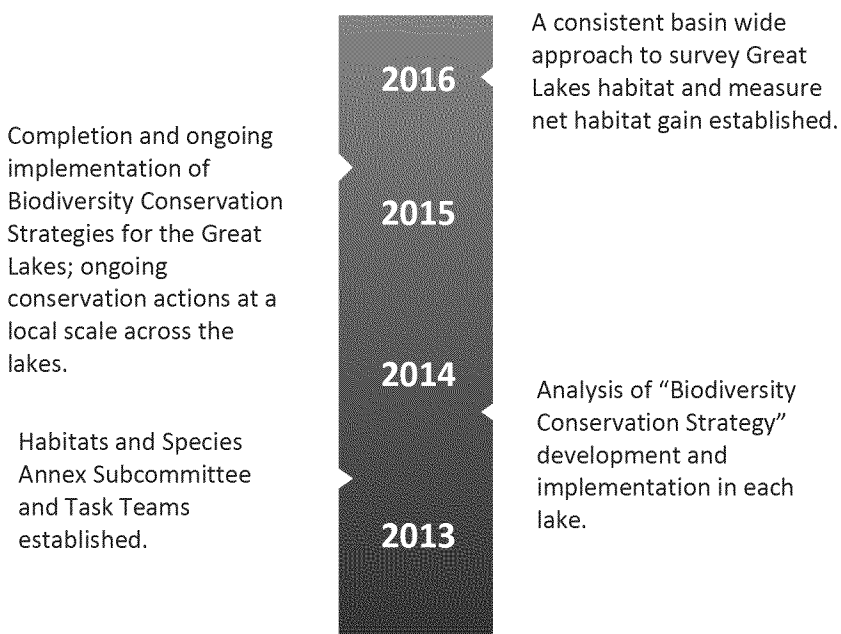 2016
A consistent basin wide
approach to survey Great
Lakes habitat and measure
net habitat gain established.
Completion and ongoing
implementation of
Biodiversity Conservation
Strategies for the Great
Lakes; ongoing
conservation actions at a
local scale across the
lakes.
2015
2014
Analysis of “Biodiversity
Conservation Strategy”
development and
implementation in each
lake.
Habitats and Species
Annex Subcommittee
and Task Teams
established.
2013